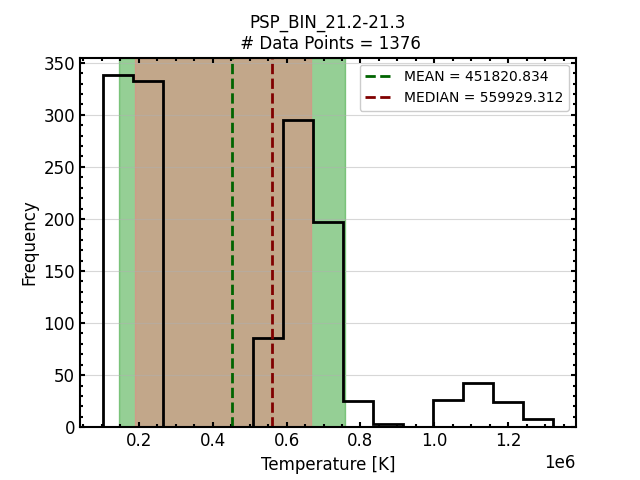 PSP_BIN_21.2-21.3
# Data Points = 1376
MEAN = 451820.834
MEDIAN = 559929.312
Frequency
350
300
250
200
150
100
50
0
0.2 0.4 0.6 0.8 1.0 1.2
1e6
Temperature [K]